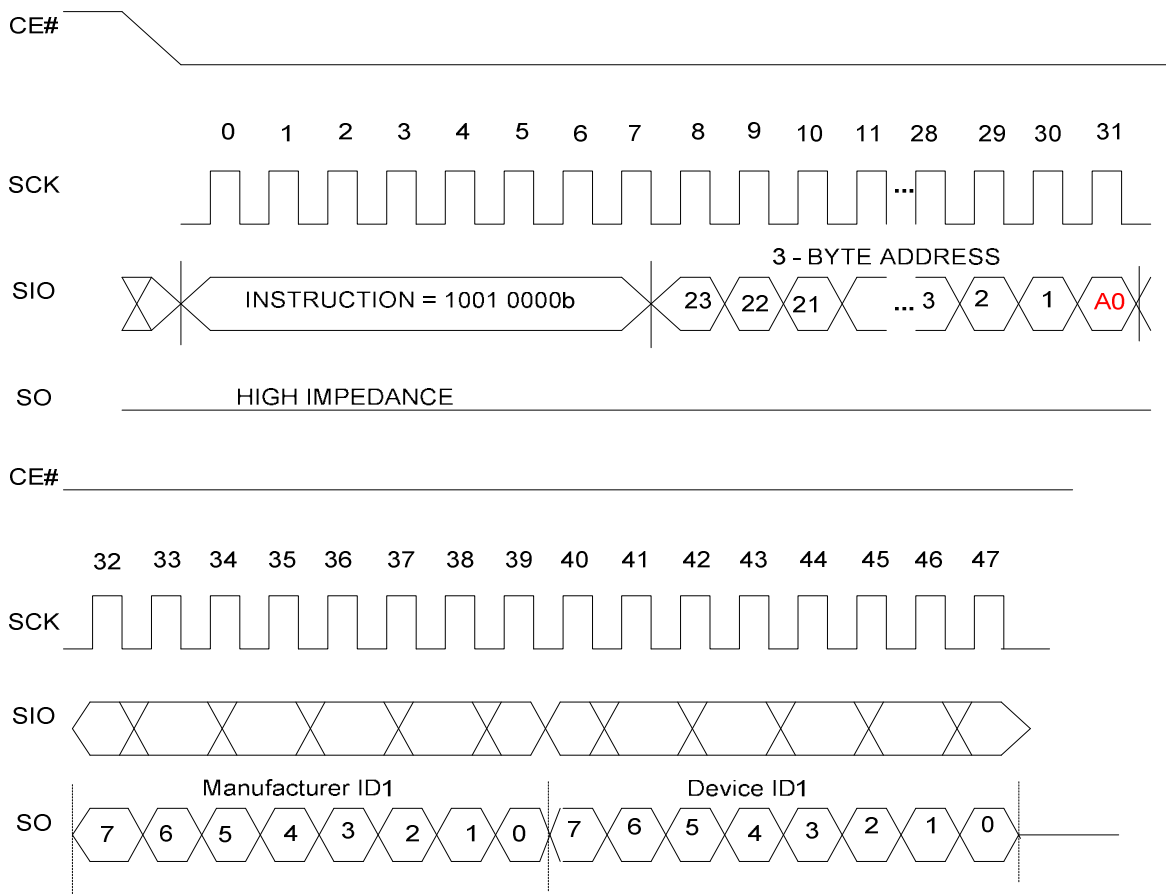 CE#
0 1 2 3 4 5 6 7 8 9 10 11 28 29 30 31
SCK ...
3 - BYTE ADDRESS
SIO INSTRUCTION = 1001 0000b 23 22 21 ... 3 2 1 A0
SO HIGH IMPEDANCE
CE#
32 33 34 35 36 37 38 39 40 41 42 43 44 45 46 47
SCK
SIO
Manufacturer ID1 Device ID1
SO 7 6 5 4 3 2 1 0 7 6 5 4 3 2 1 0